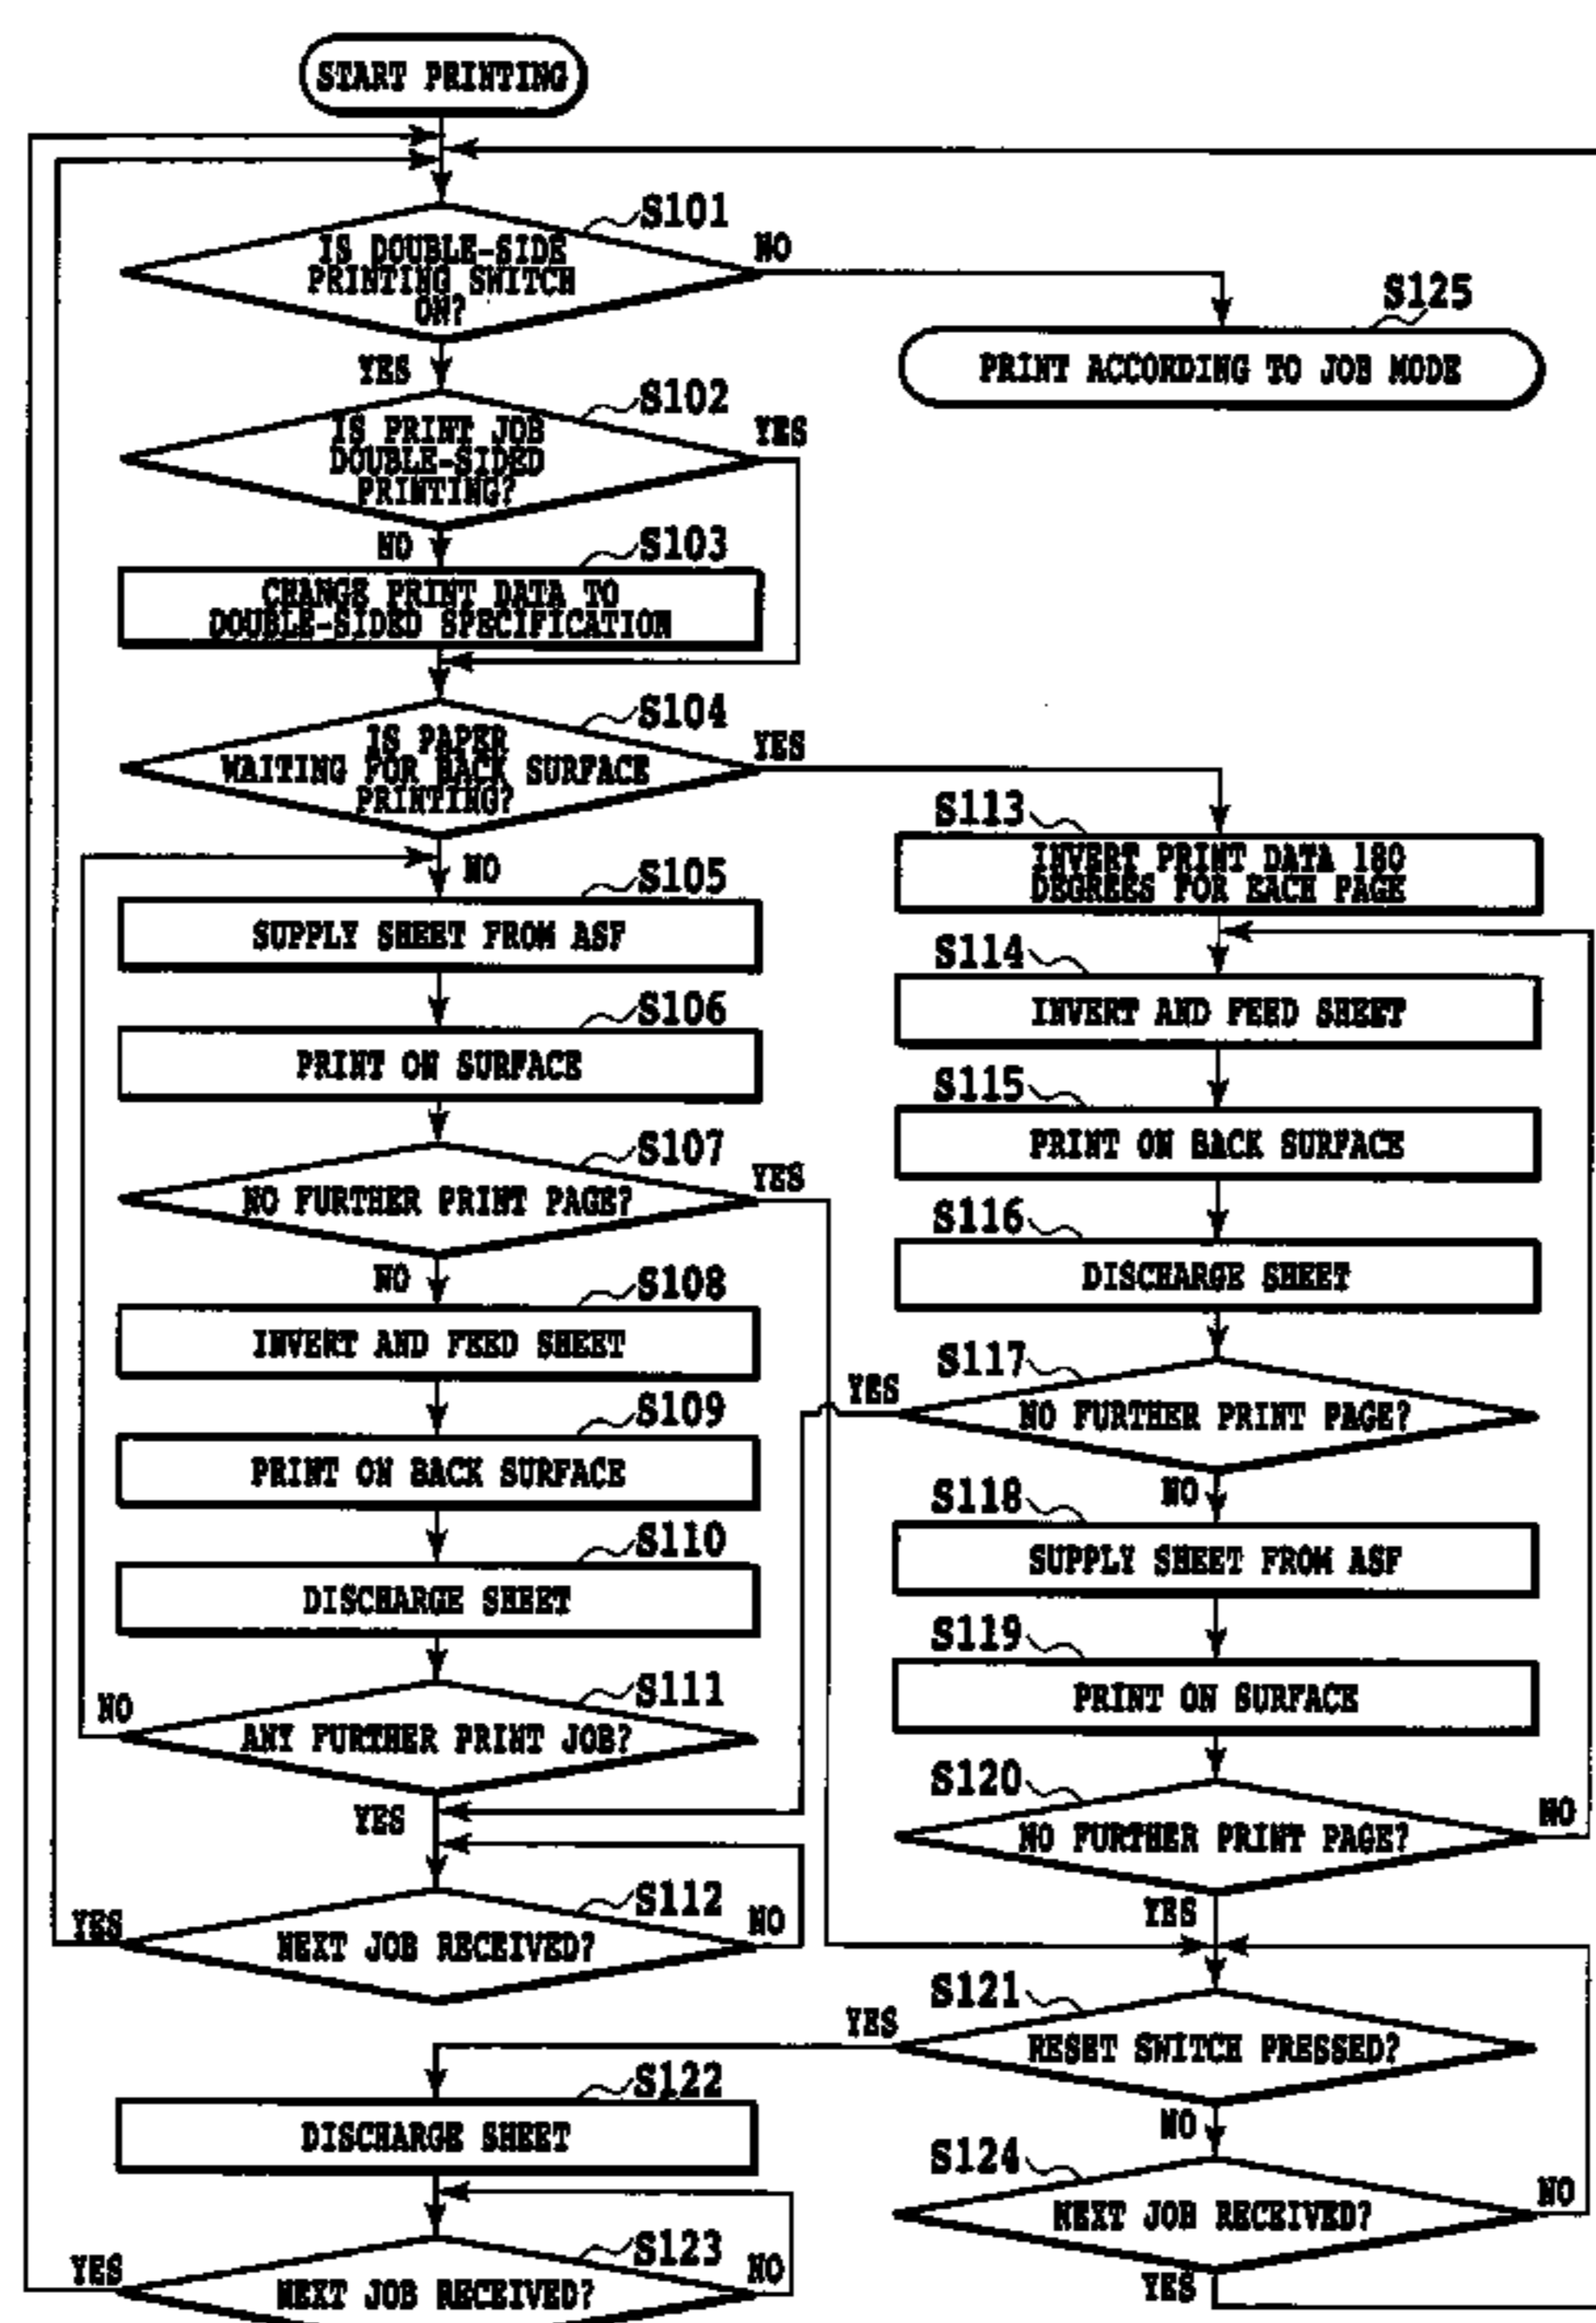 START PRINTING
S101
IS DOUBLE-SIDE
PRINTING SWITCH
ON?
NO
YES
S125
PRINT ACCORDING TO JOB MODE
S102
IS PRINT JOB
DOUBLE-SIDED
PRINTING?
YES
NO
S103
CHANGE PRINT DATA TO
DOUBLE-SIDED SPECIFICATION
S104
IS PAPER
WAITING FOR BACK SURFACE
PRINTING?
YES
NO
S105
SUPPLY SHEET FROM ASF
S106
PRINT ON SURFACE
S107
NO FURTHER PRINT PAGE?
YES
NO
S108
INVERT AND FEED SHEET
S109
PRINT ON BACK SURFACE
S110
DISCHARGE SHEET
S111
NO
ANY FURTHER PRINT JOB?
YES
S112
YES
NEXT JOB RECEIVED?
NO
S113
INVERT PRINT DATA 180
DEGREES FOR EACH PAGE
S114
INVERT AND FEED SHEET
S115
PRINT ON BACK SURFACE
S116
DISCHARGE SHEET
S117
YES
NO FURTHER PRINT PAGE?
NO
S118
SUPPLY SHEET FROM ASF
S119
PRINT ON SURFACE
S120
NO FURTHER PRINT PAGE?
NO
YES
S121
YES
RESET SWITCH PRESSED?
NO
S122
DISCHARGE SHEET
S123
YES
NEXT JOB RECEIVED?
NO
S124
NEXT JOB RECEIVED?
NO
YES